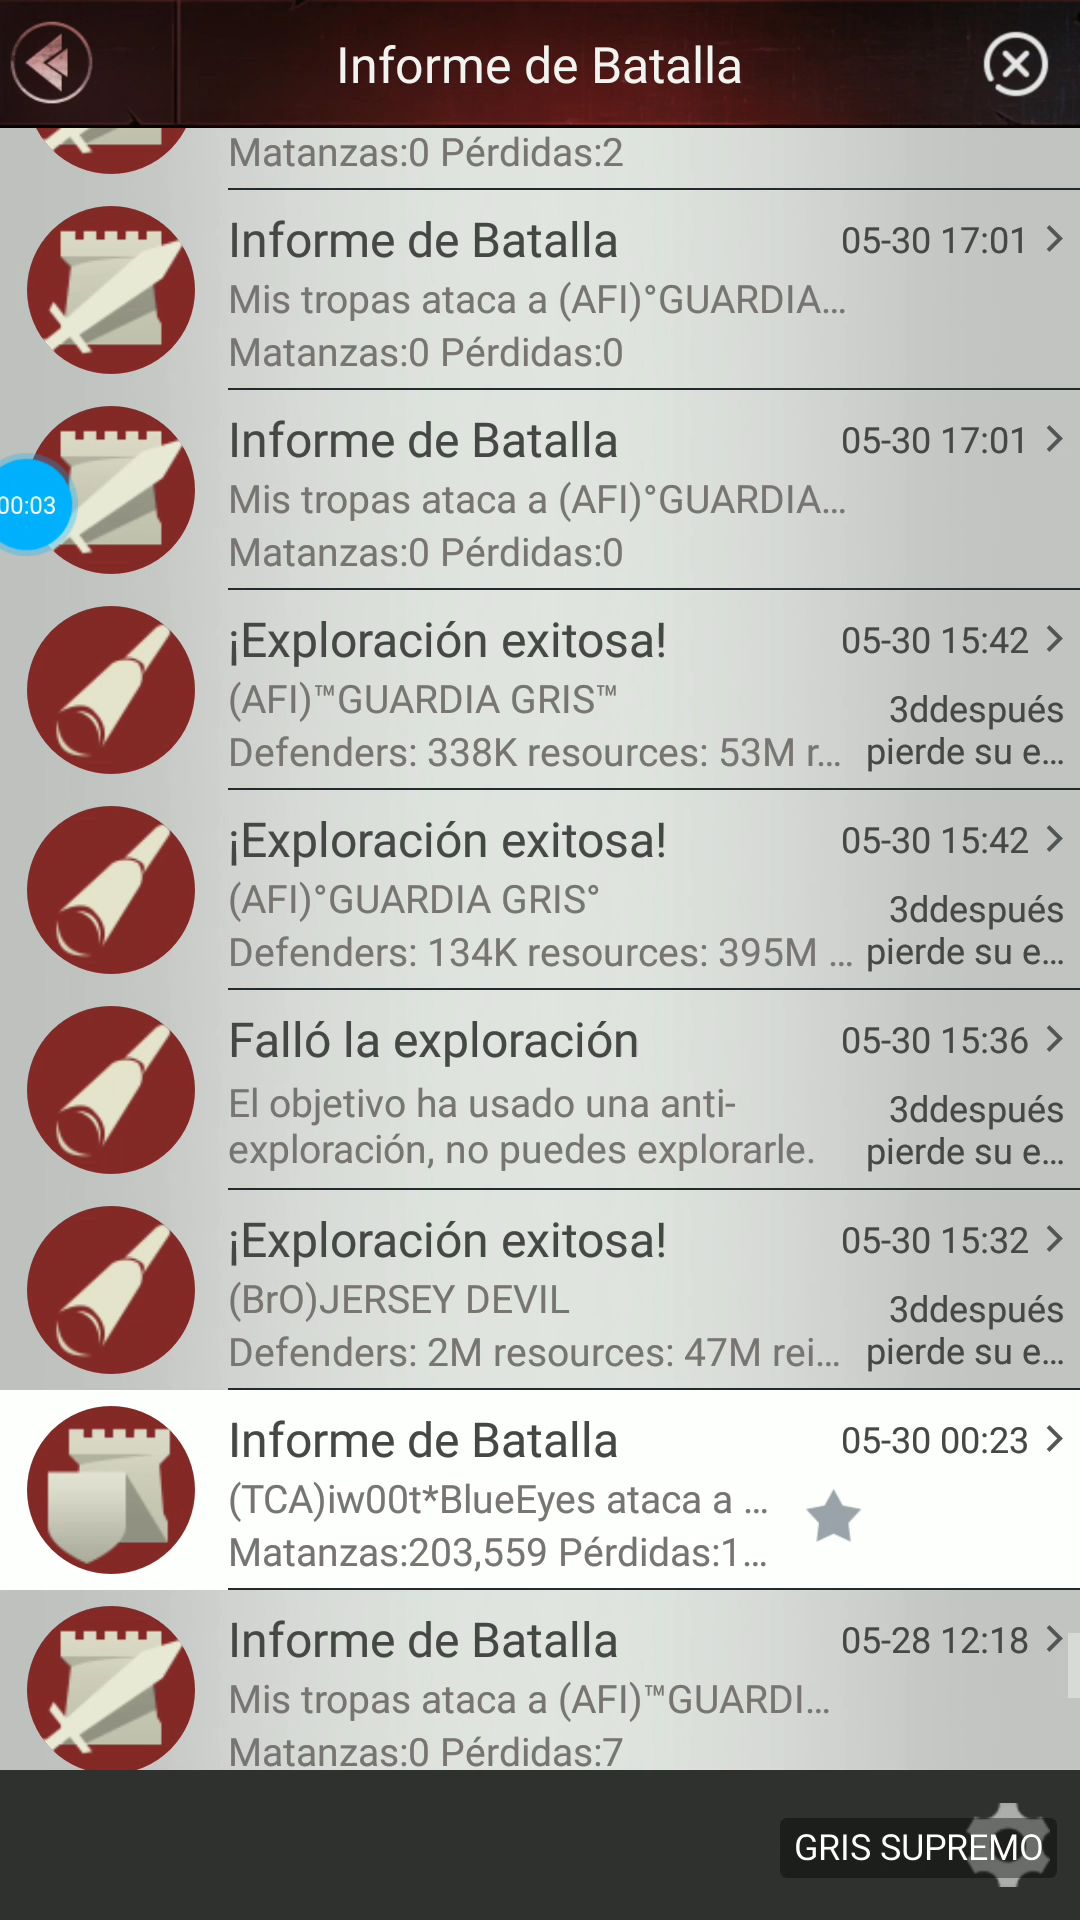 Informe de Batalla
Matanzas:0 Pérdidas:2
Informe de Batalla
05-30 17:01
Mis tropas ataca a (AFI)°GUARDIA...
Matanzas:0 Pérdidas:0
Informe de Batalla
05-30 17:01
00:03
Mis tropas ataca a (AFI)°GUARDIA...
Matanzas:0 Pérdidas:0
¡Exploración exitosa!
05-30 15:42
(AFI)™GUARDIA GRIS™
3ddespués
Defenders: 338K resources: 53M r...
pierde su e...
¡Exploración exitosa!
05-30 15:42
(AFI)°GUARDIA GRIS°
3ddespués
Defenders: 134K resources: 395M ...
pierde su e...
Falló la exploración
05-30 15:36
El objetivo ha usado una anti-
3ddespués
exploración, no puedes explorarle.
pierde su e...
¡Exploración exitosa!
05-30 15:32
(BrO)JERSEY DEVIL
3ddespués
Defenders: 2M resources: 47M rei...
pierde su e...
Informe de Batalla
05-30 00:23
(TCA)iw00t*BlueEyes ataca a ...
Matanzas:203,559 Pérdidas:1...
Informe de Batalla
05-28 12:18
Mis tropas ataca a (AFI)™GUARDI...
Matanzas:0 Pérdidas:7
GRIS SUPREMO